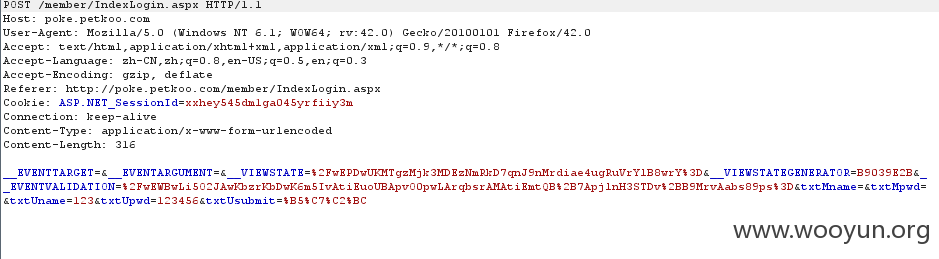 POST /member/IndexLogin.aspx HTTP/1.1
Host: poke.petkoo.com
User-Agent: Mozilla/5.0 (Windows NT 6.1; WOW64; rv:42.0) Gecko/20100101 Firefox/42.0
Accept: text/html,application/xhtml+xml,application/xml;q=0.9,*/*;q=0.8
Accept-Language: zh-CN,zh;q=0.8,en-US;q=0.5,en;q=0.3
Accept-Encoding: gzip, deflate
Referer: http://poke.petkoo.com/member/IndexLogin.aspx
Cookie: ASP.NET_SessionId=xxhey545dmlga045yrfiiy3m
Connection: keep-alive
Content-Type: application/x-www-form-urlencoded
Content-Length: 316
__EVENTTARGET=&__EVENTARGUMENT=&__VIEWSTATE=%2FwEPDwUKMTgzMjk3MDEzNmRkD7qnJ9nMrdiae4ugRuVrYlB8wrY%3D&__VIEWSTATEGENERATOR=B9039E2B&_
_EVENTVALIDATION=%2FwEWBwLi5O2JAwKbzrKbDwK6m5IvAtiEuoUBApv0OpwLArqbsrAMAtiEmtQB%2B7ApjlnH3STDv%2BB9MrvAabs89ps%3D&txtMname=&txtMpwd=
&txtUname=123&txtUpwd=123456&txtUsubmit=%B5%C7%C2%BC
www.wooyun.org